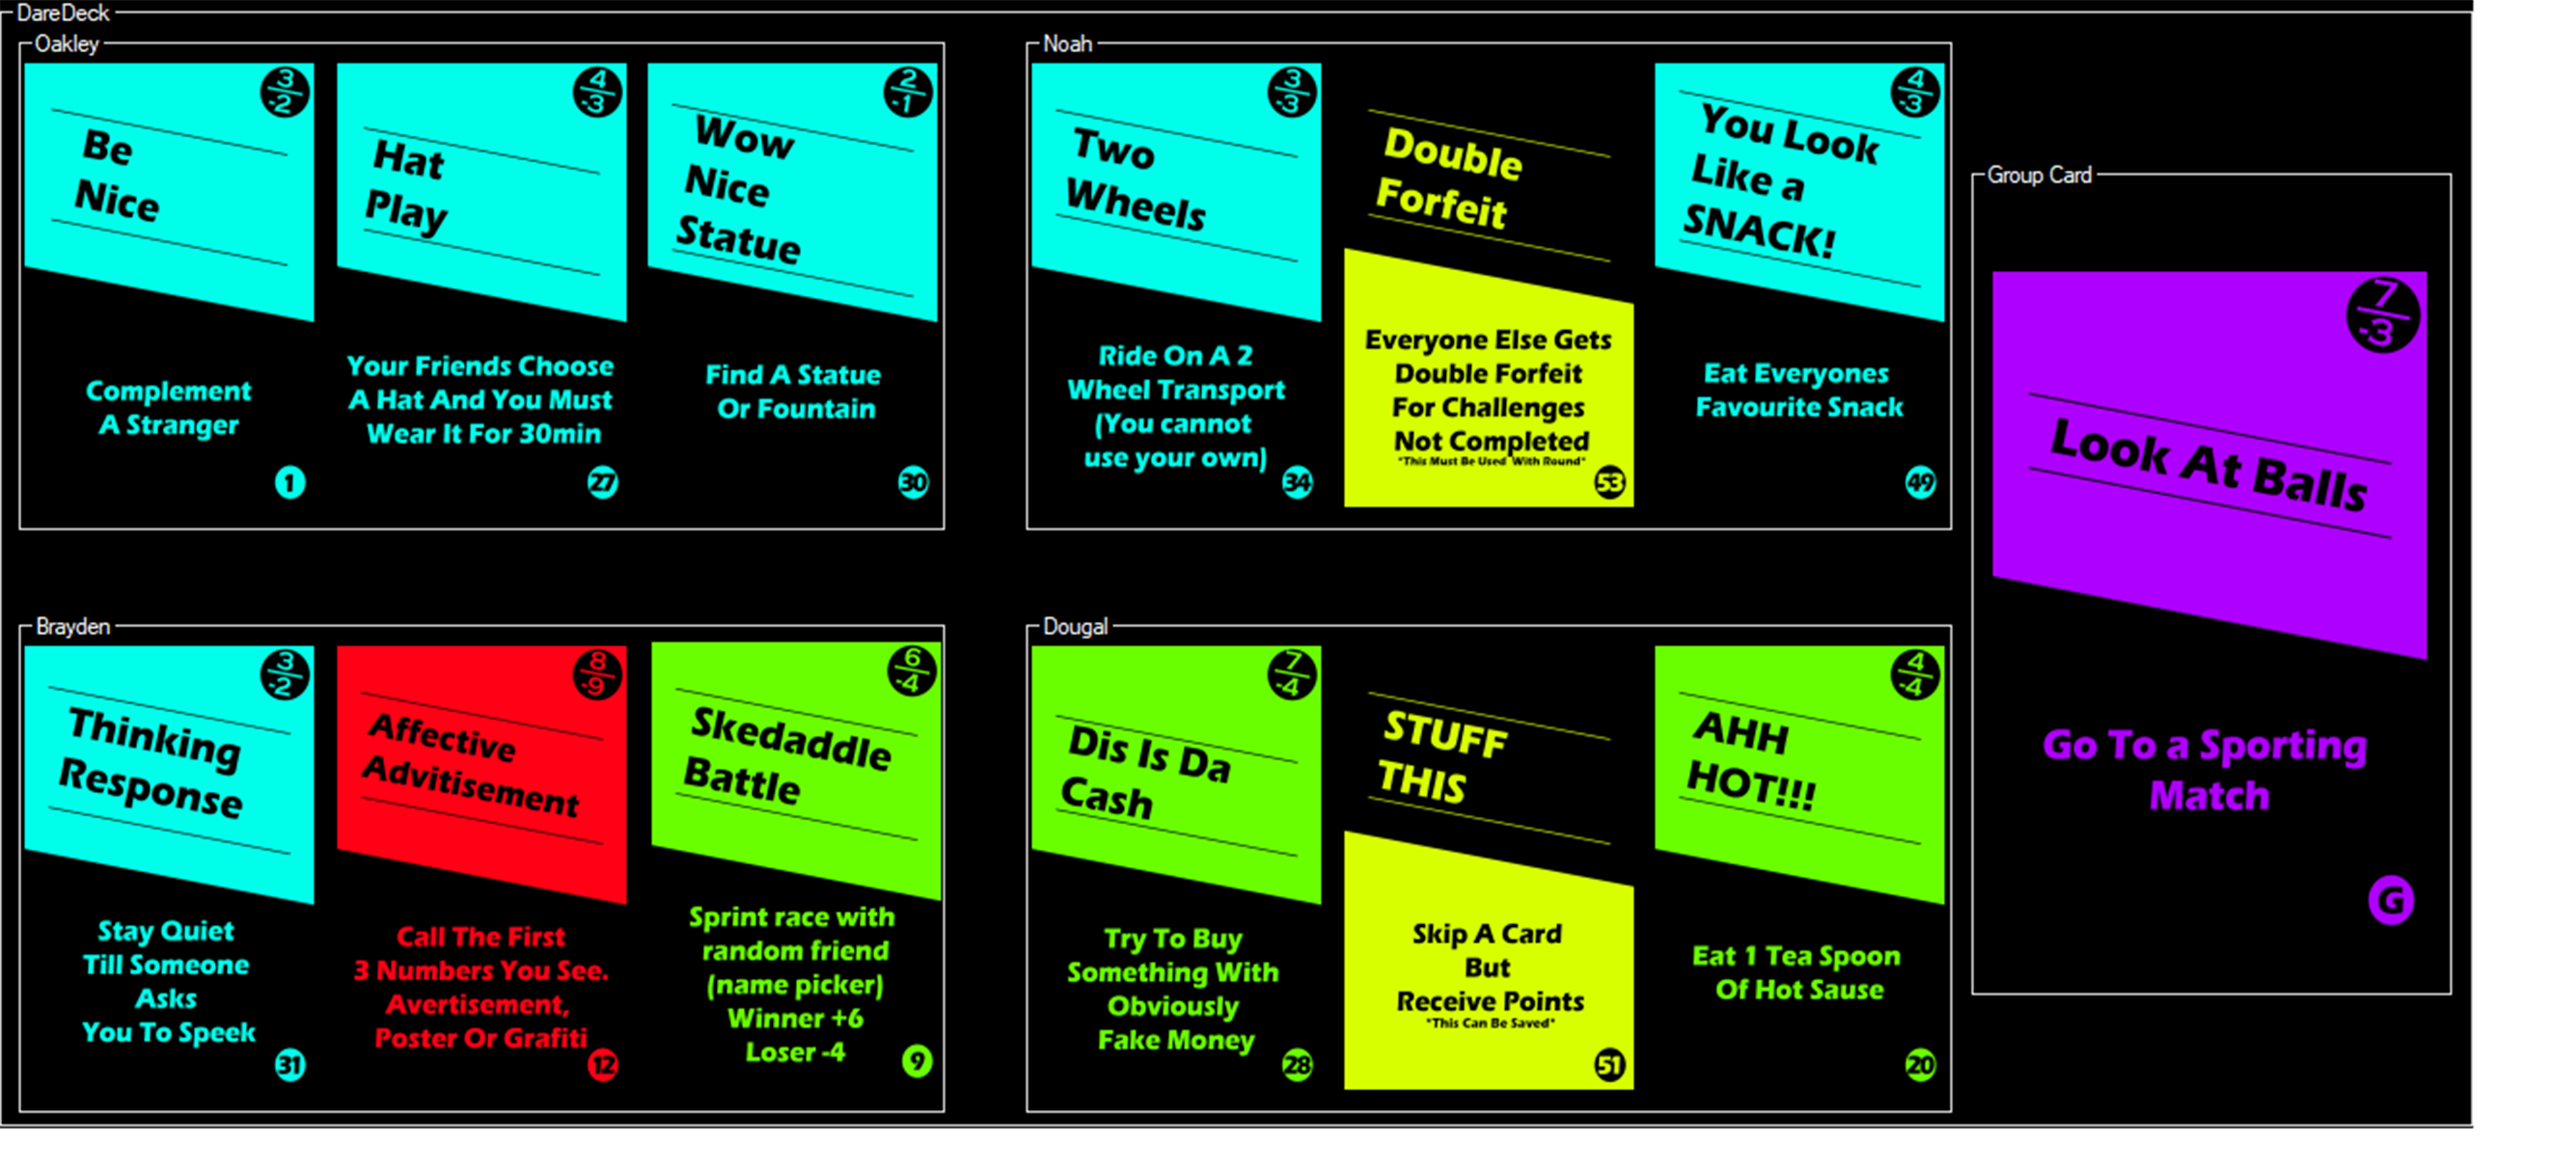 DareDeck
Oakley
3
-2
Be
Nice
Complement
A Stranger
1
4
-3
Hat
Play
Your Friends Choose
A Hat And You Must
Wear It For 30min
27
2
-1
Wow
Nice
Statue
Find A Statue
Or Fountain
30
Noah
3
-3
Two
Wheels
Ride On A 2
Wheel Transport
(You cannot
use your own)
34
Double
Forfeit
Everyone Else Gets
Double Forfeit
For Challenges
Not Completed
*This Must Be Used With Round*
53
4
-3
You Look
Like a
SNACK!
Eat Everyones
Favourite Snack
49
Brayden
3
-2
Thinking
Response
Stay Quiet
Till Someone
Asks
You To Speek
31
8
-9
Affective
Advitisement
Call The First
3 Numbers You See.
Avertisement,
Poster Or Grafiti
12
6
-4
Skedaddle
Battle
Sprint race with
random friend
(name picker)
Winner +6
Loser -4
9
Dougal
7
-4
Dis Is Da
Cash
Try To Buy
Something With
Obviously
Fake Money
28
STUFF
THIS
Skip A Card
But
Receive Points
*This Can Be Saved*
51
4
-4
AHH
HOT!!!
Eat 1 Tea Spoon
Of Hot Sause
20
Group Card
7
-3
Look At Balls
Go To a Sporting
Match
G